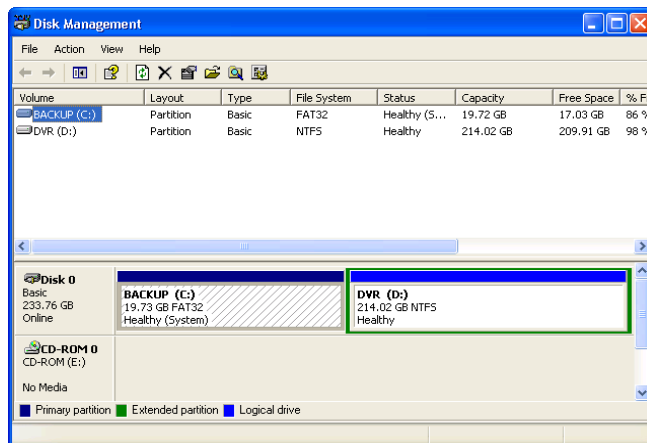 Disk Management
File Action View Help
Volume Layout Type File System Status Capacity Free Space % F
BACKUP (C:) Partition Basic FAT32 Healthy (S... 19.72 GB 17.03 GB 86 %
DVR (D:) Partition Basic NTFS Healthy 214.02 GB 209.91 GB 98 %
Disk 0
Basic
233.76 GB
Online
BACKUP (C:)
19.73 GB FAT32
Healthy (System)
DVR (D:)
214.02 GB NTFS
Healthy
CD-ROM 0
CD-ROM (E:)
No Media
Primary partition Extended partition Logical drive